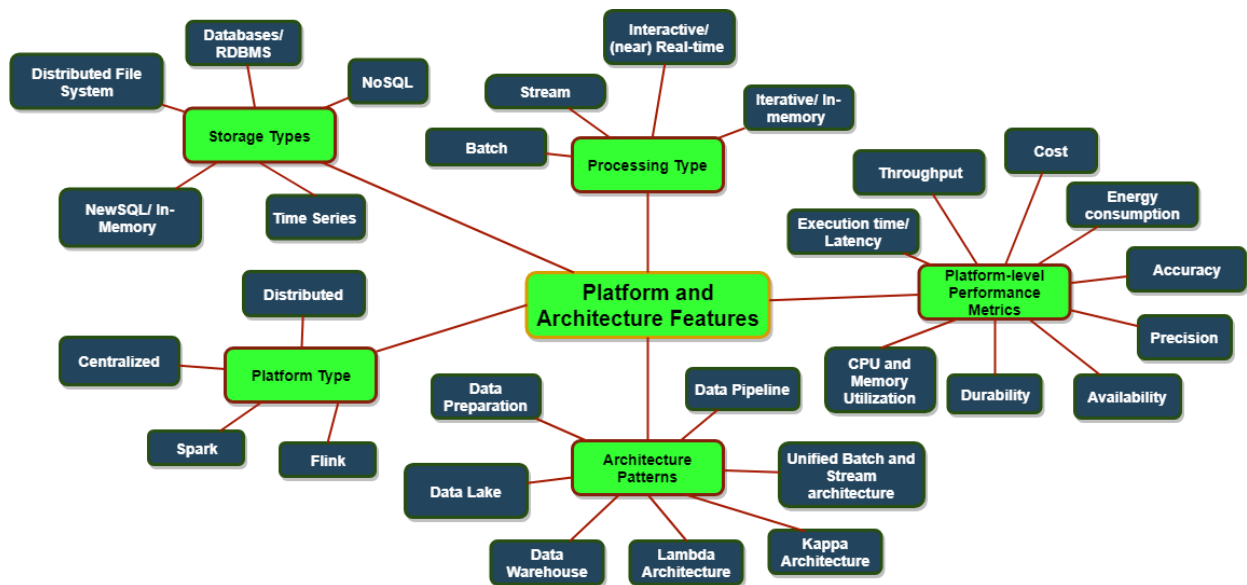 Databases/
RDBMS
Distributed File
System
NoSQL
Storage Types
NewSQL/ In-
Memory
Time Series
Interactive/
(near) Real-time
Stream
Iterative/ In-
memory
Batch
Processing Type
Cost
Throughput
Energy
consumption
Execution time/
Latency
Accuracy
Platform-level
Performance
Metrics
Precision
CPU and
Memory
Utilization
Durability
Availability
Platform and
Architecture Features
Distributed
Centralized
Platform Type
Spark
Flink
Data
Preparation
Data Pipeline
Architecture
Patterns
Unified Batch and
Stream
architecture
Data Lake
Data
Warehouse
Lambda
Architecture
Kappa
Architecture